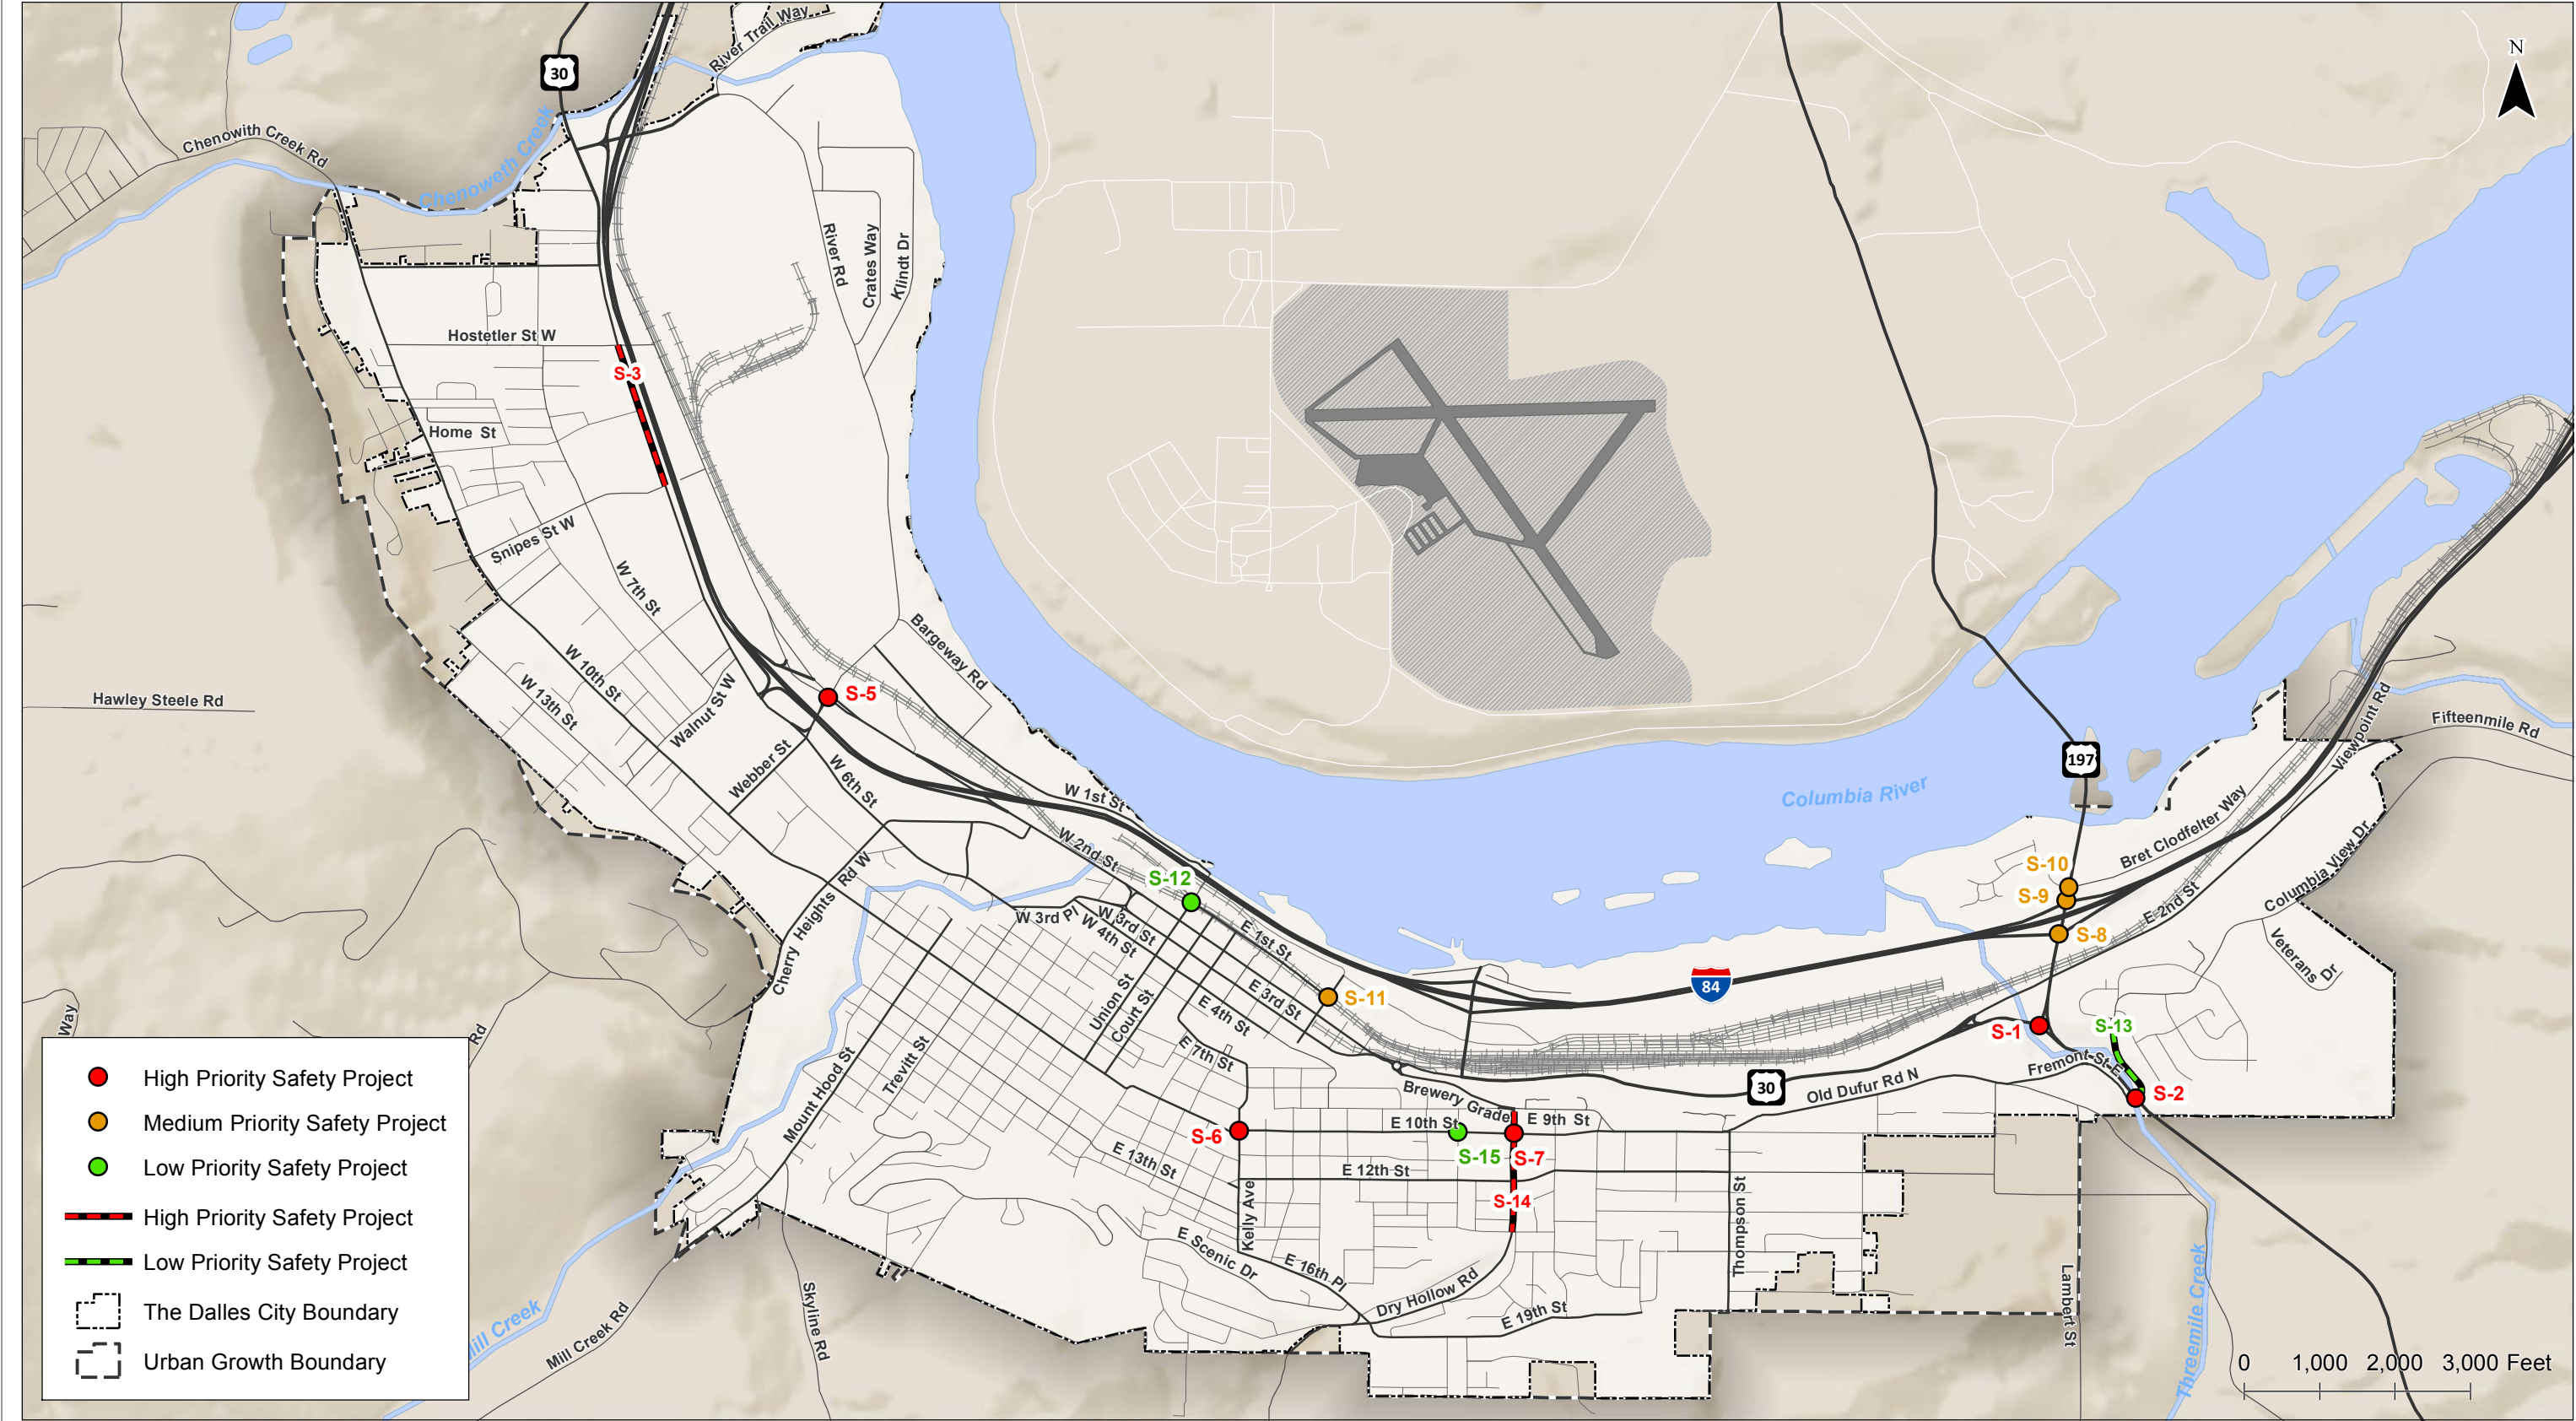 30
River Trail Way
N
Chenowith Creek Rd
Chenoweth Creek
River Rd
Crates Way
Klindt Dr
Hostetler St W
S-3
Home St
Snipes St W
W 7th St
Bargeway Rd
W 10th St
W 13th St
Walnut St W
Hawley Steele Rd
S-5
Webber St
W 6th St
W 1st St
W 2nd St
Columbia River
197
Viewpoint Rd
Fifteenmile Rd
Bret Clodfelter Way
Columbia View Dr
S-10
S-9
S-8
E 2nd St
Veterans Dr
S-12
Cherry Heights Rd W
W 3rd Pl
W 3rd St
W 4th St
E 1st St
S-11
84
Union St
Court St
E 3rd St
E 4th St
E 7th St
Mount Hood St
Trevitt St
S-1
S-13
Fremont St E
S-2
30
Old Dufur Rd N
Brewery Grade
E 9th St
E 10th St
S-6
S-15
S-7
E 13th St
E 12th St
S-14
Kelly Ave
Thompson St
E Scenic Dr
E 16th Pl
Dry Hollow Rd
E 19th St
Lambert St
Threemile Creek
Skyline Rd
Mill Creek Rd
Mill Creek
Way
Rd
High Priority Safety Project
Medium Priority Safety Project
Low Priority Safety Project
High Priority Safety Project
Low Priority Safety Project
The Dalles City Boundary
Urban Growth Boundary
0 1,000 2,000 3,000 Feet